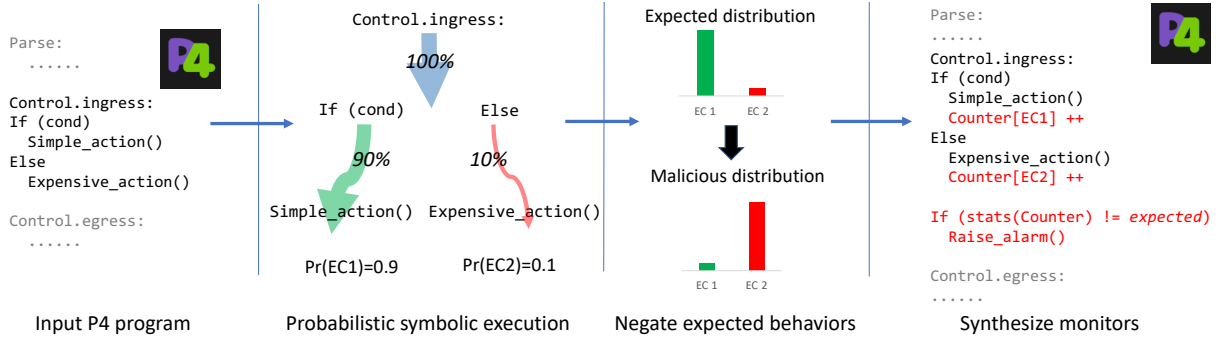 Parse:
......
P4
Control.ingress:
If (cond)
Simple_action()
Else
Expensive_action()
Control.egress:
......
Input P4 program
Control.ingress:
100%
If (cond)
Else
90%
10%
Simple_action()
Expensive_action()
Pr(EC1)=0.9
Pr(EC2)=0.1
Probabilistic symbolic execution
Expected distribution
EC 1
EC 2
Malicious distribution
EC 1
EC 2
Negate expected behaviors
Parse:
......
P4
Control.ingress:
If (cond)
Simple_action()
Counter[EC1] ++
Else
Expensive_action()
Counter[EC2] ++
If (stats(Counter) != expected)
Raise_alarm()
Control.egress:
......
Synthesize monitors